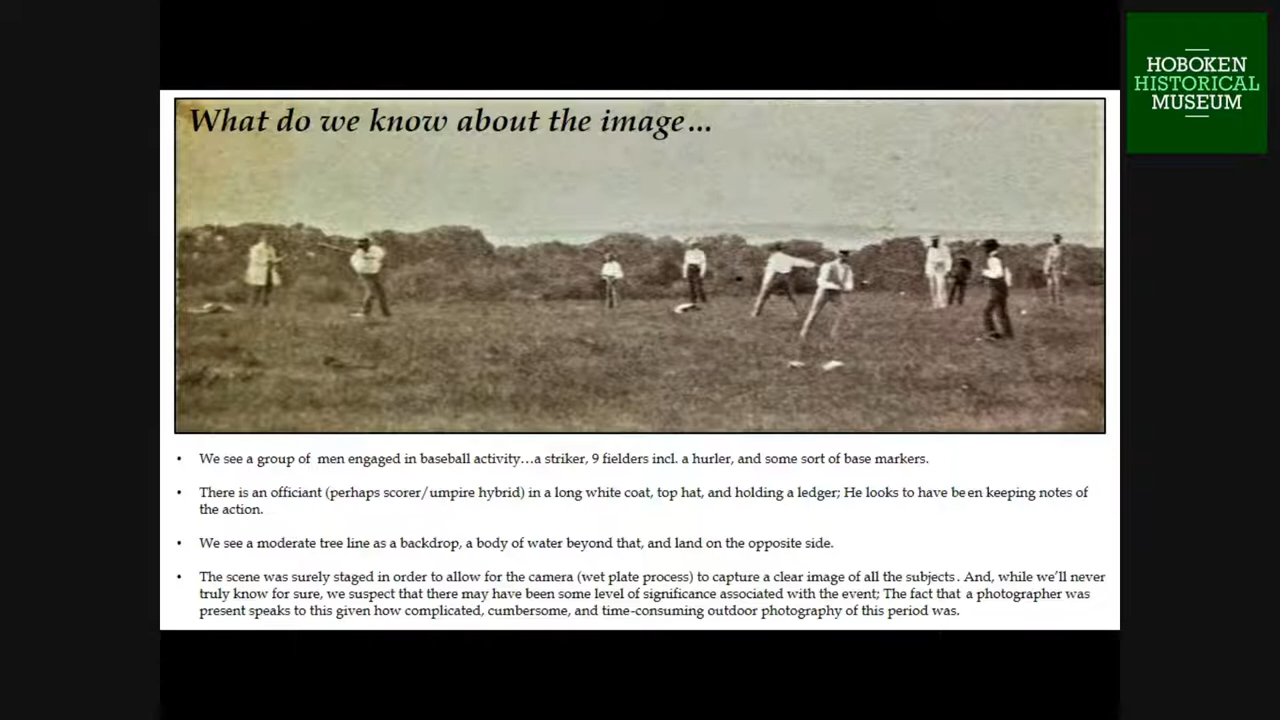 What do we know about the image...
HOBOKEN
HISTORICAL
MUSEUM
• We see a group of men engaged in baseball activity...a striker, 9 fielders incl. a hurler, and some sort of base markers.
• There is an officiant (perhaps scorer/umpire hybrid) in a long white coat, top hat, and holding a ledger; He looks to have been keeping notes of
the action.
• We see a moderate tree line as a backdrop, a body of water beyond that, and land on the opposite side.
• The scene was surely staged in order to allow for the camera (wet plate process) to capture a clear image of all the subjects. And, while we'll never
truly know for sure, we suspect that there may have been some level of significance associated with the event; The fact that a photographer was
present speaks to this given how complicated, cumbersome, and time-consuming outdoor photography of this period was.